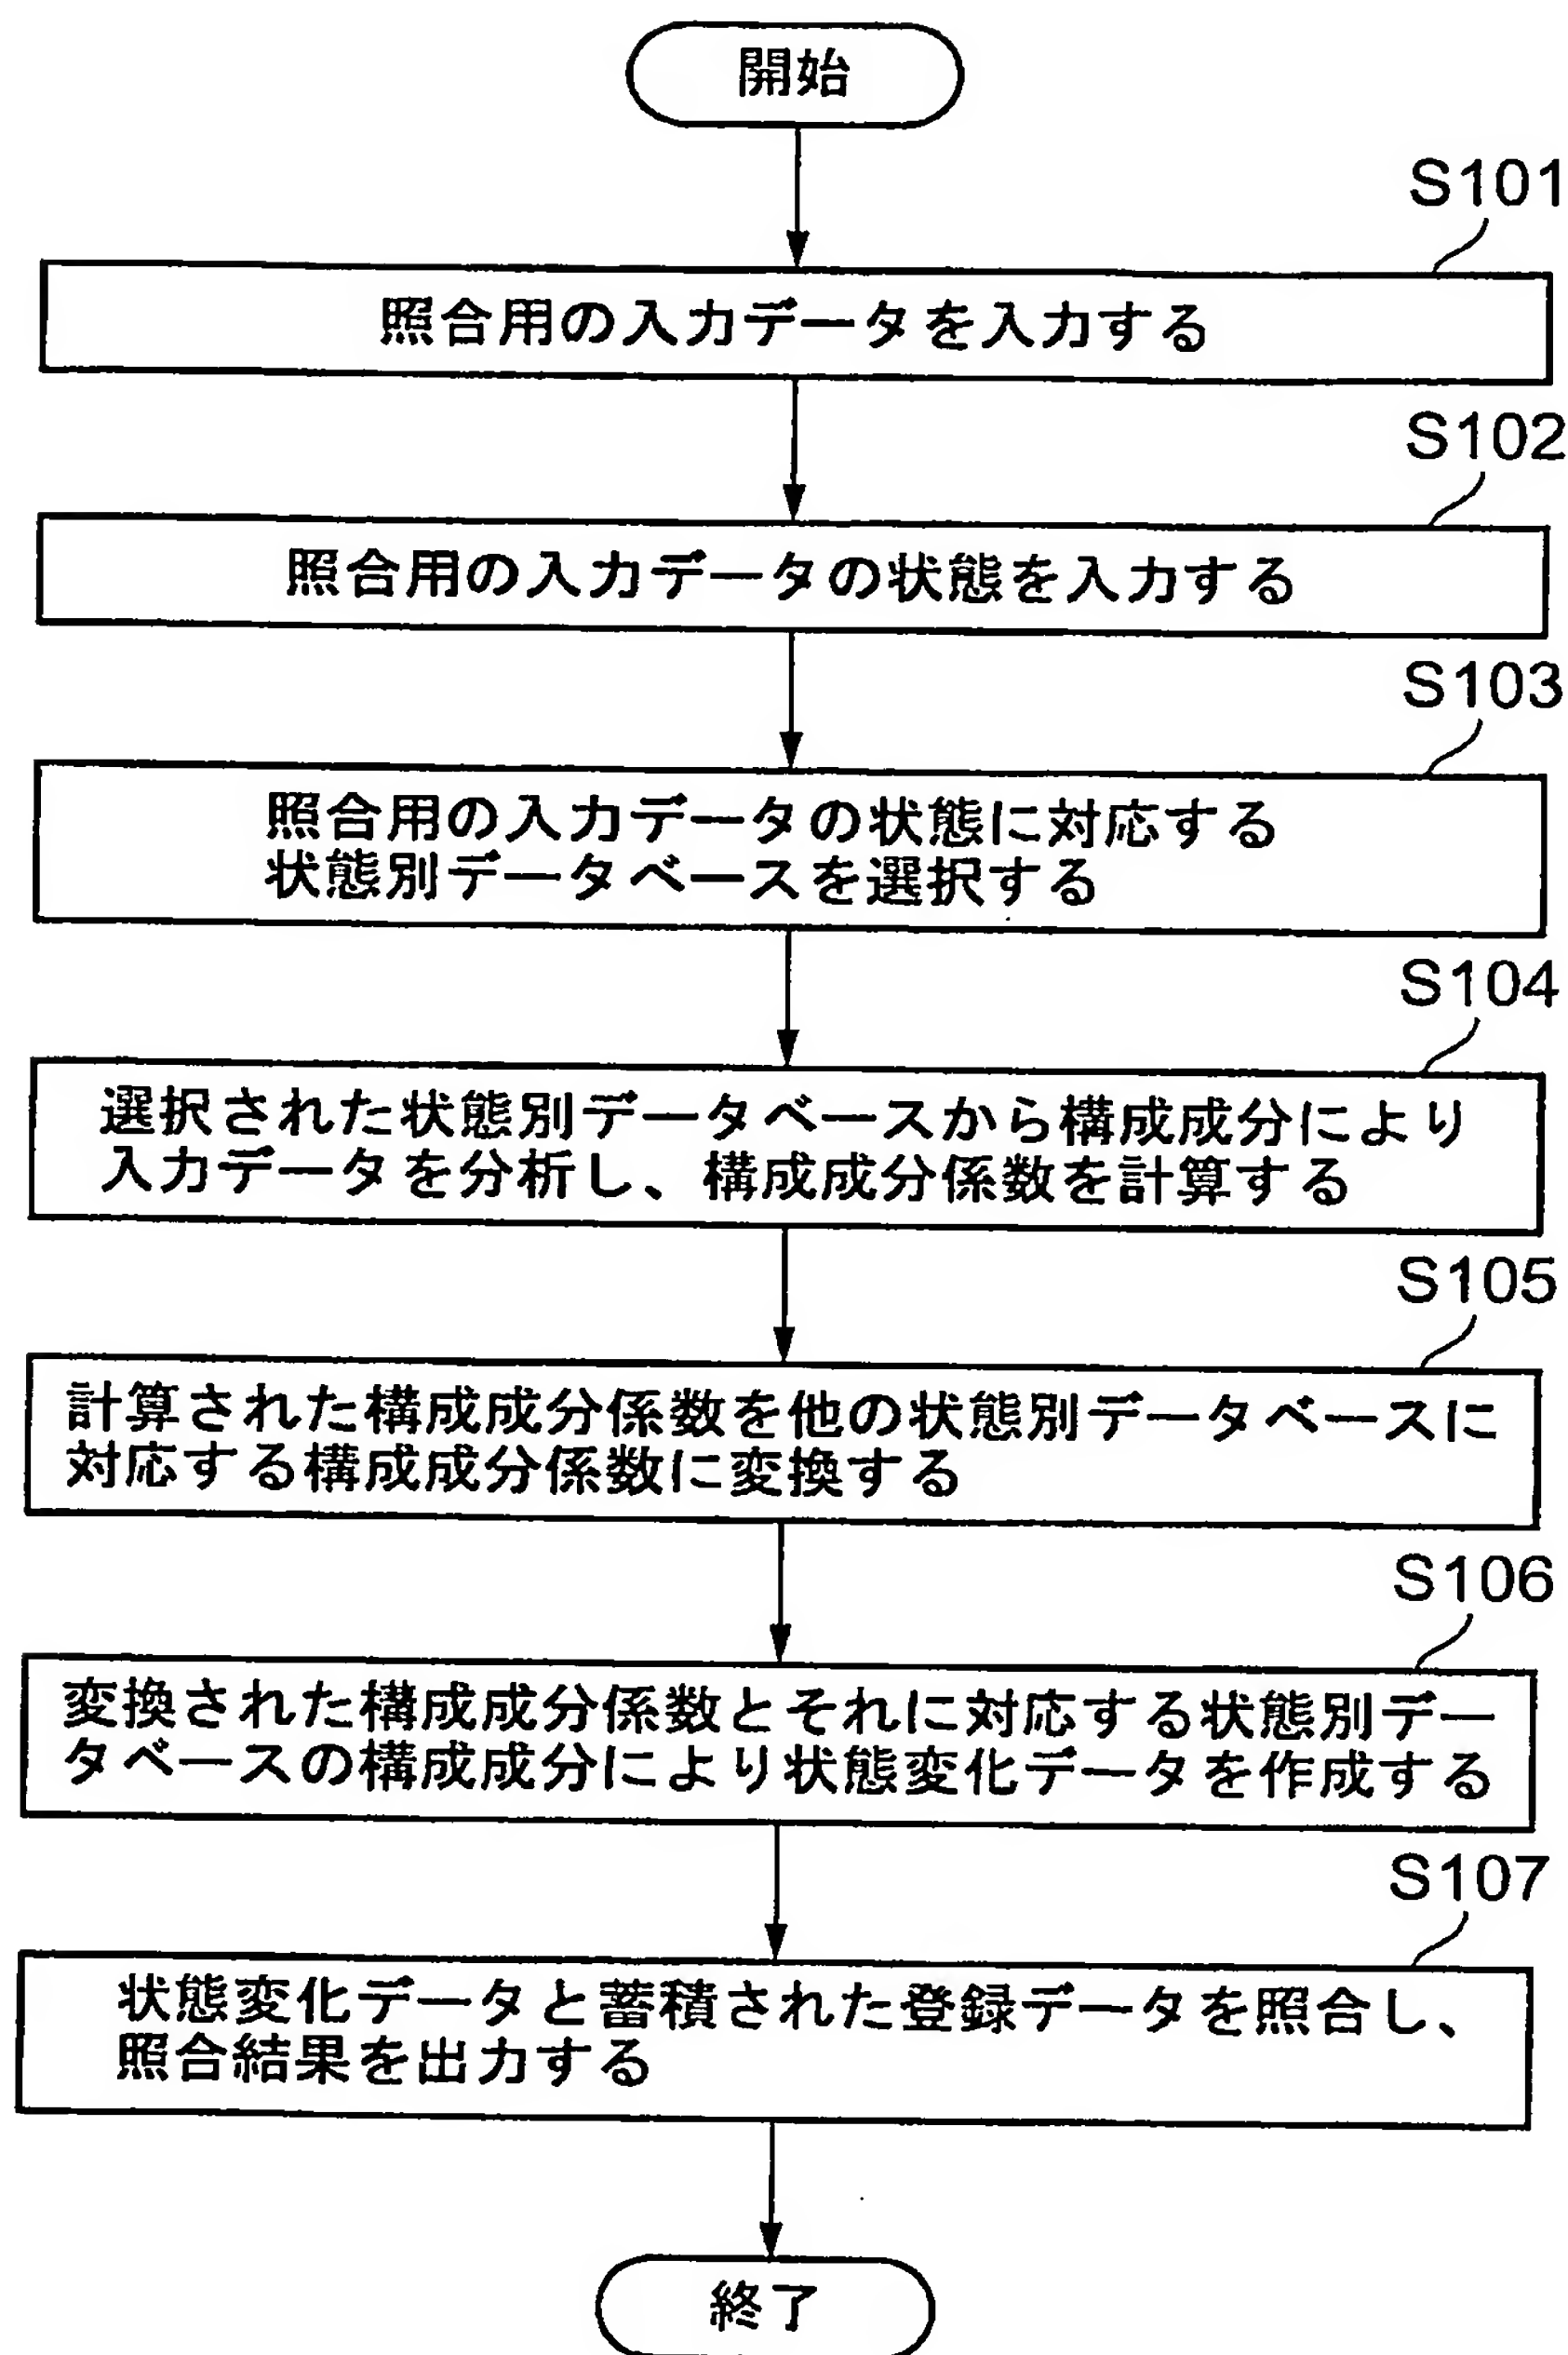 開始
S101
照合用の入力データを入力する
S102
照合用の入力データの状態を入力する
S103
照合用の入力データの状態に対応する
状態別データベースを選択する
S104
選択された状態別データベースから構成成分により
入力データを分析し、構成成分係数を計算する
S105
計算された構成成分係数を他の状態別データベースに
対応する構成成分係数に変換する
S106
変換された構成成分係数とそれに対応する状態別デー
タベースの構成成分により状態変化データを作成する
S107
状態変化データと蓄積された登録データを照合し、
照合結果を出力する
終了